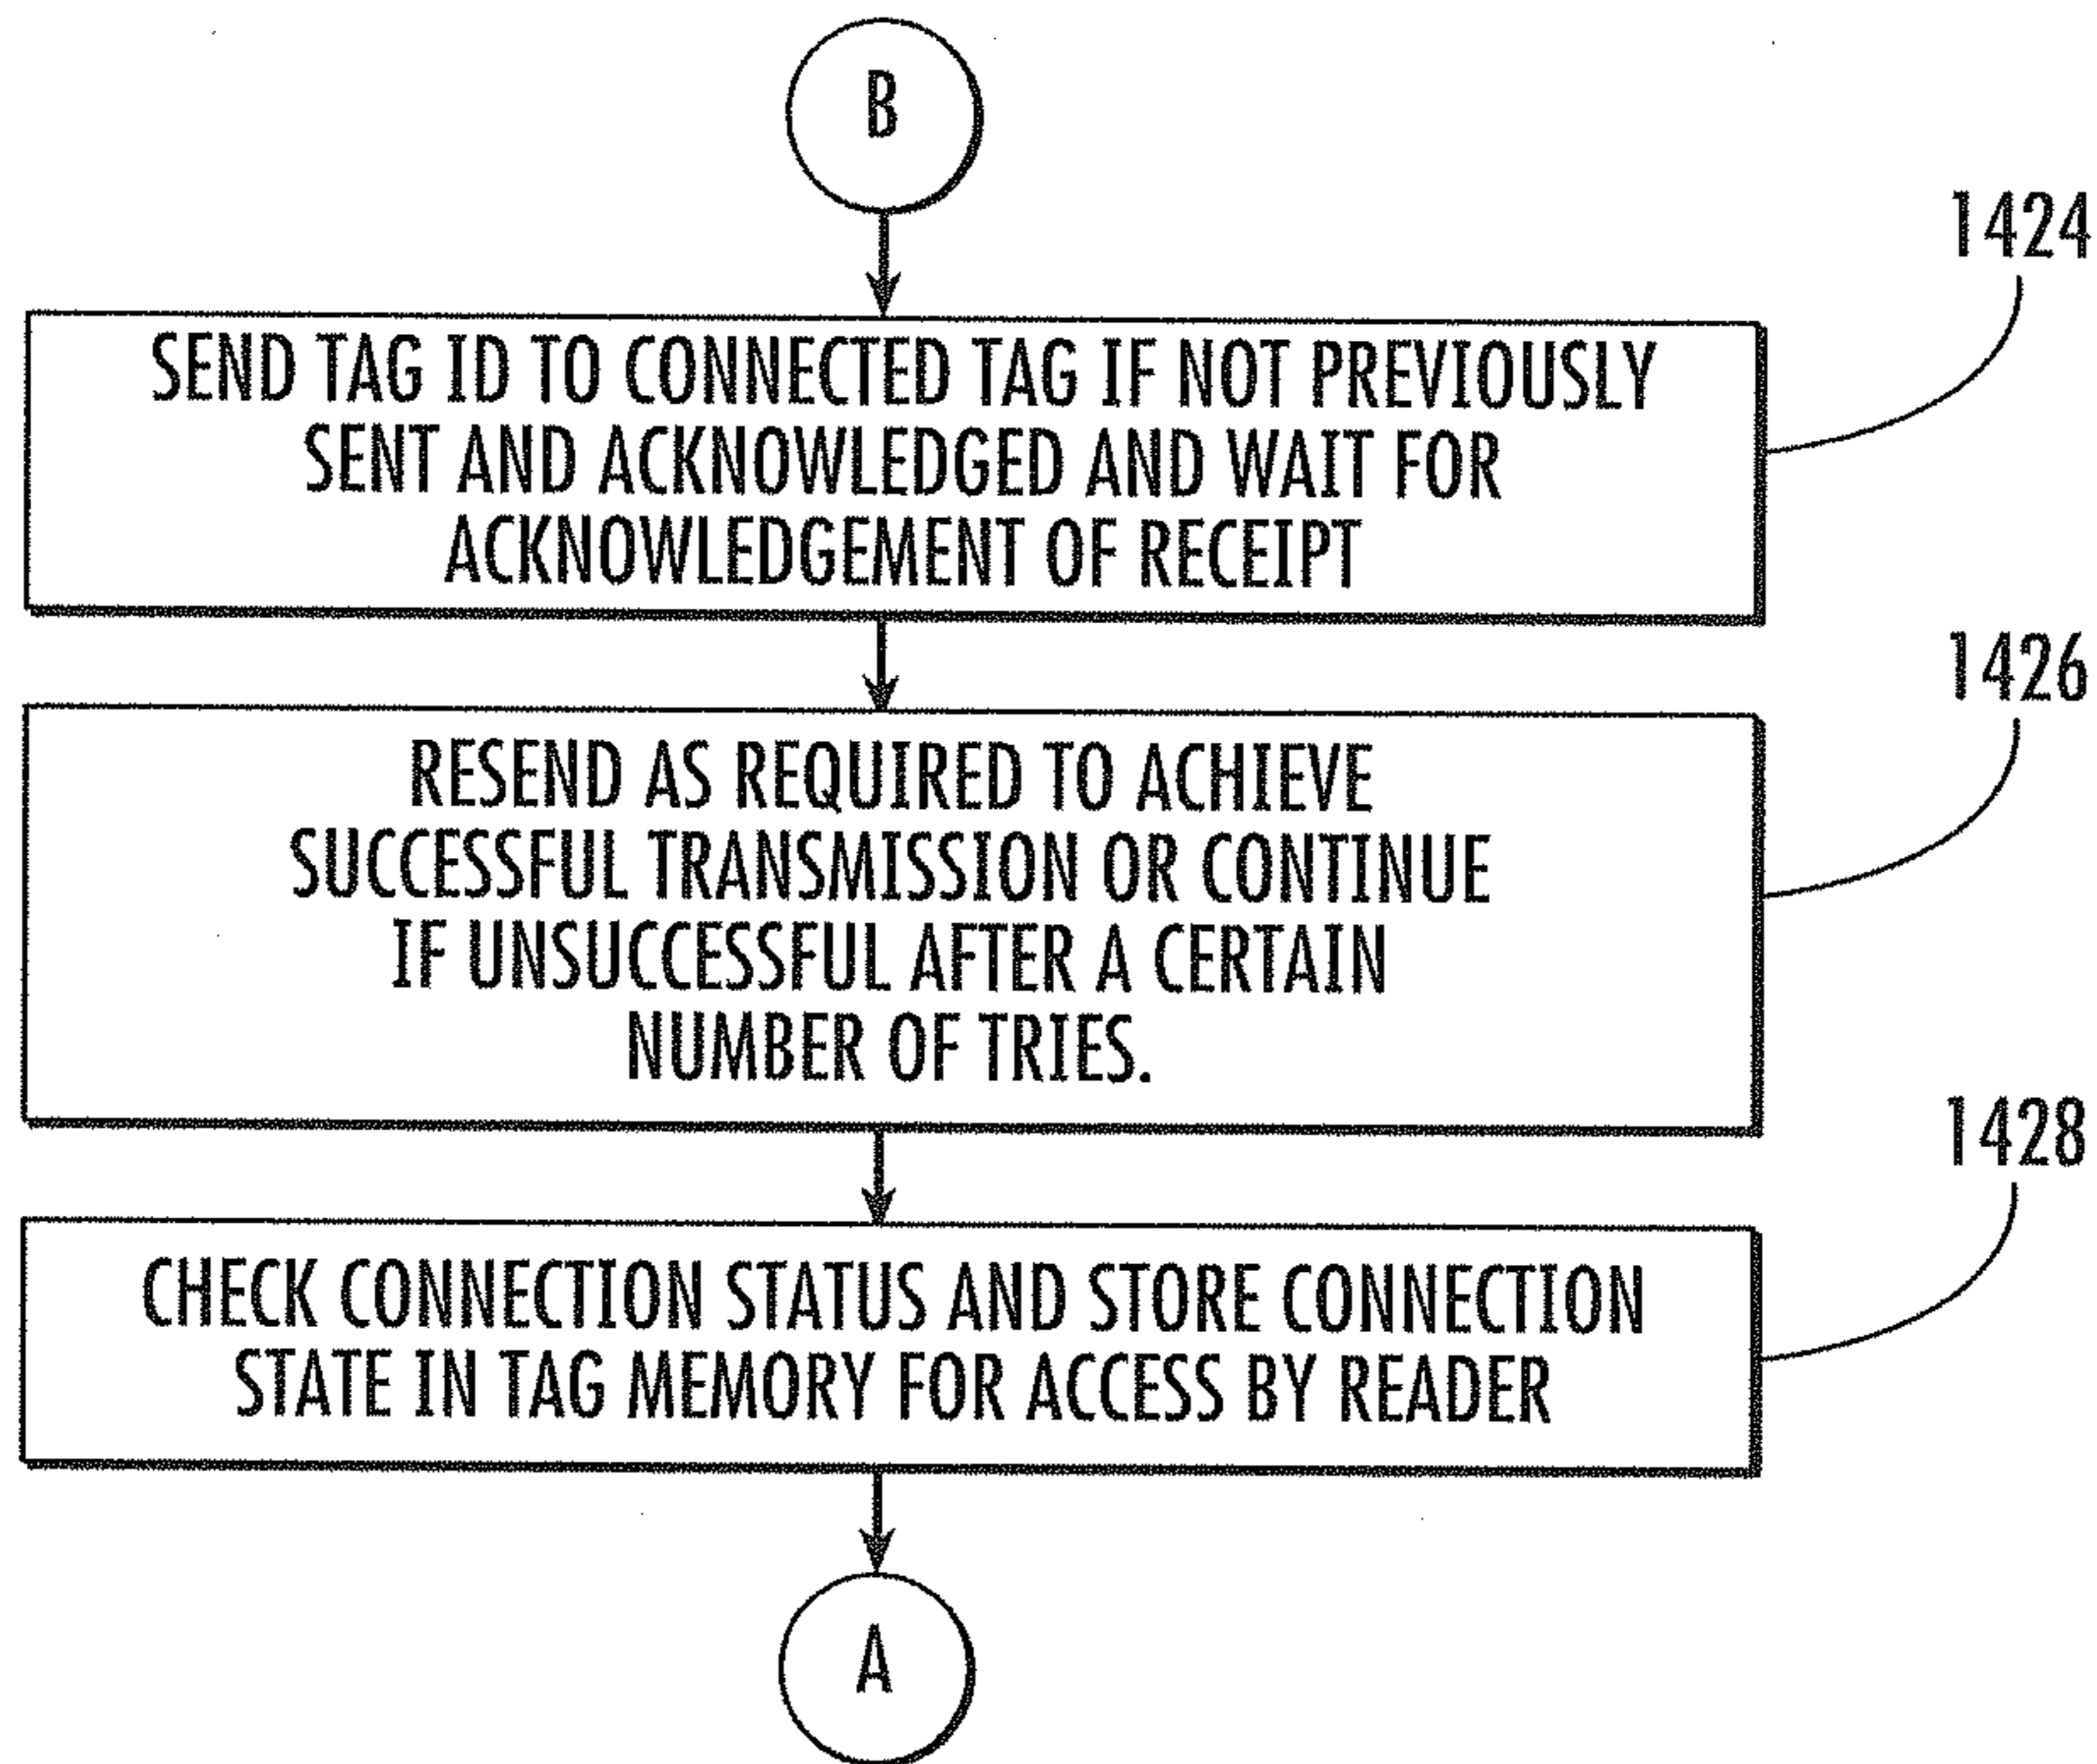 B
1424
SEND TAG ID TO CONNECTED TAG IF NOT PREVIOUSLY
SENT AND ACKNOWLEDGED AND WAIT FOR
ACKNOWLEDGEMENT OF RECEIPT
1426
RESEND AS REQUIRED TO ACHIEVE
SUCCESSFUL TRANSMISSION OR CONTINUE
IF UNSUCCESSFUL AFTER A CERTAIN
NUMBER OF TRIES.
1428
CHECK CONNECTION STATUS AND STORE CONNECTION
STATE IN TAG MEMORY FOR ACCESS BY READER
A